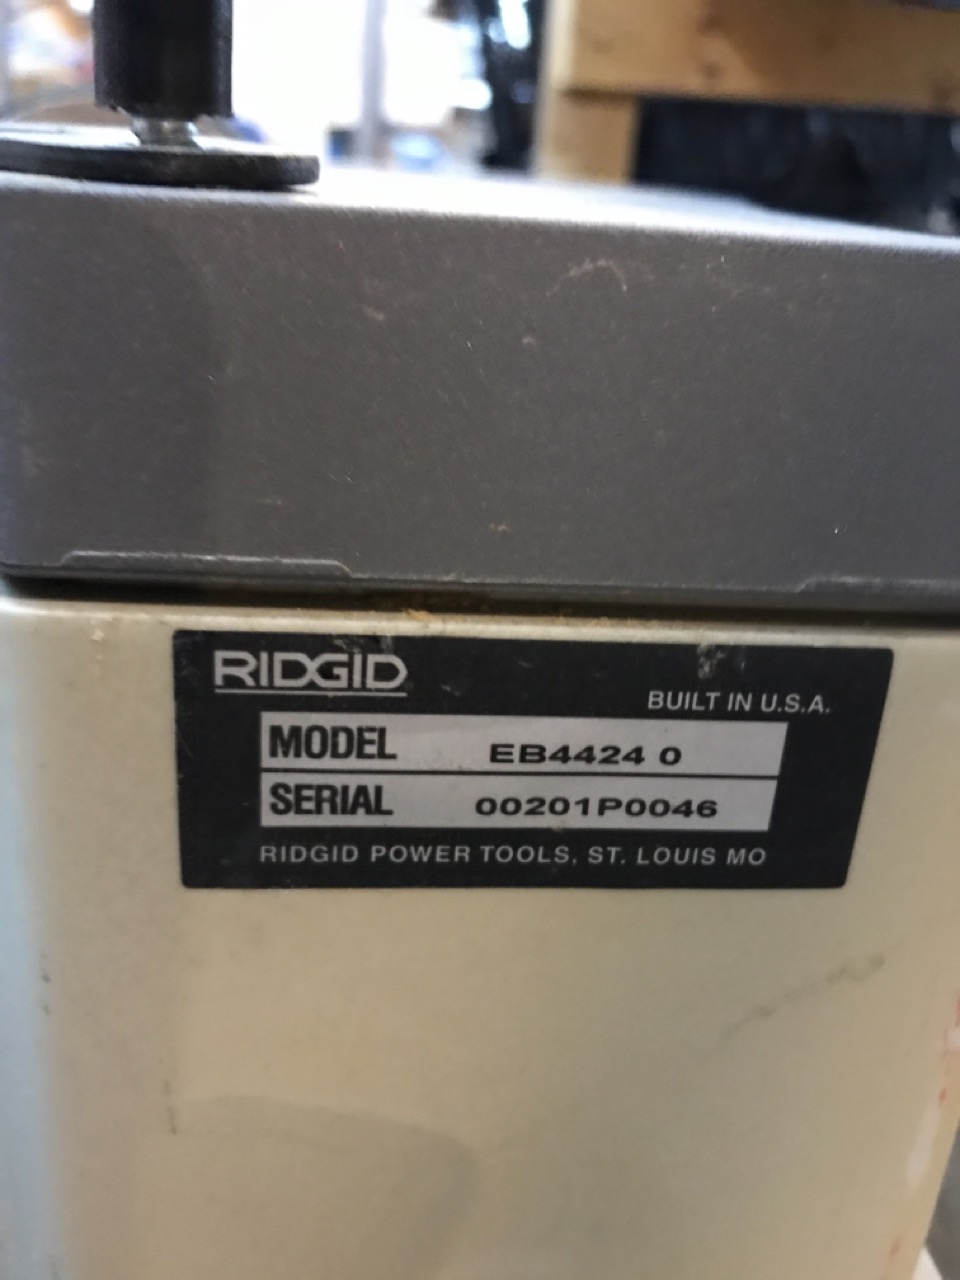 RIDGID
BUILT IN U.S.A.
MODEL EB4424 0
SERIAL 00201P0046
RIDGID POWER TOOLS, ST. LOUIS MO